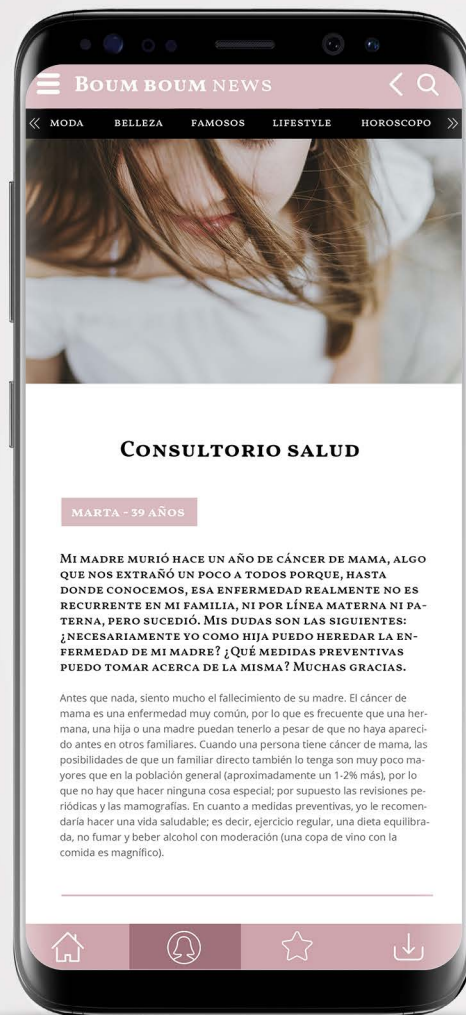 Boum boum news
MODA BELLEZA FAMOSOS LIFESTYLE HOROSCOPO
Consultorio salud
MARTA - 39 AÑOS
Mi madre murió hace un año de cáncer de mama, algo
que nos extrañó un poco a todos porque, hasta
donde conocemos, esa enfermedad realmente no es
recurrente en mi familia, ni por línea materna ni pa-
terna, pero sucedió. Mis dudas son las siguientes:
¿necesariamente yo como hija puedo heredar la en-
fermedad de mi madre? ¿Qué medidas preventivas
puedo tomar acerca de la misma? Muchas gracias.
Antes que nada, siento mucho el fallecimiento de su madre. El cáncer de
mama es una enfermedad muy común, por lo que es frecuente que una her-
mana, una hija o una madre puedan tenerlo a pesar de que no haya apareci-
do antes en otros familiares. Cuando una persona tiene cáncer de mama, las
posibilidades de que un familiar directo también lo tenga son muy poco ma-
yores que en la población general (aproximadamente un 1-2% más), por lo
que no hay que hacer ninguna cosa especial; por supuesto las revisiones pe-
riódicas y las mamografías. En cuanto a medidas preventivas, yo le recomen-
daría hacer una vida saludable; es decir, ejercicio regular, una dieta equilibra-
da, no fumar y beber alcohol con moderación (una copa de vino con la
comida es magnífico).